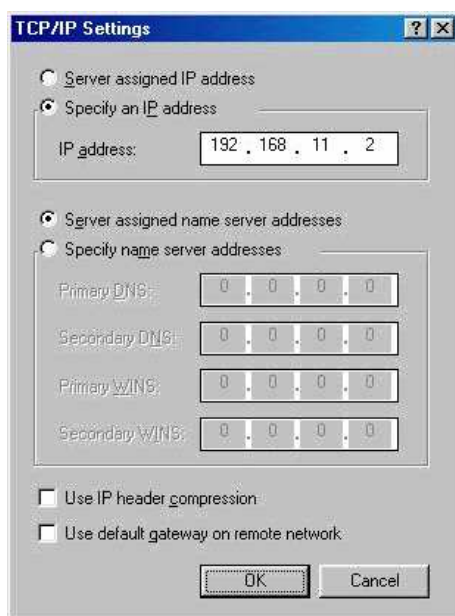 TCP/IP Settings
Server assigned IP address
Specify an IP address
IP address: 192 . 168 . 11 . 2
Server assigned name server addresses
Specify name server addresses
Primary DNS: 0 . 0 . 0 . 0
Secondary DNS: 0 . 0 . 0 . 0
Primary WINS: 0 . 0 . 0 . 0
Secondary WINS: 0 . 0 . 0 . 0
Use IP header compression
Use default gateway on remote network
OK Cancel